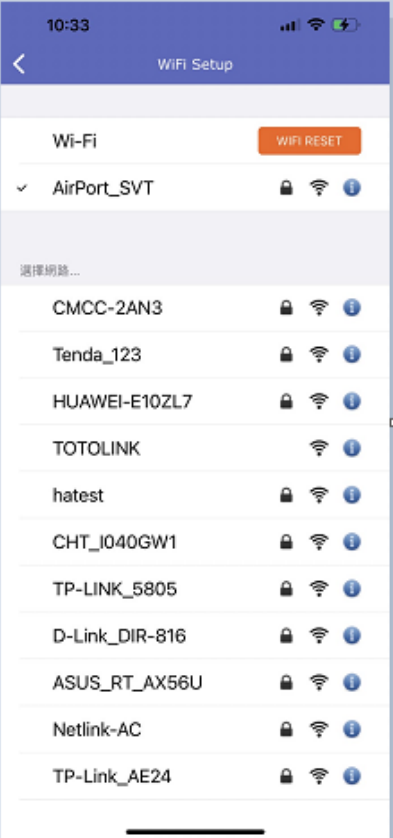 10:33
WiFi Setup
Wi-Fi
WIFI RESET
AirPort_SVT
選擇網路...
CMCC-2AN3
Tenda_123
HUAWEI-E10ZL7
TOTOLINK
hatest
CHT_I040GW1
TP-LINK_5805
D-Link_DIR-816
ASUS_RT_AX56U
Netlink-AC
TP-Link_AE24